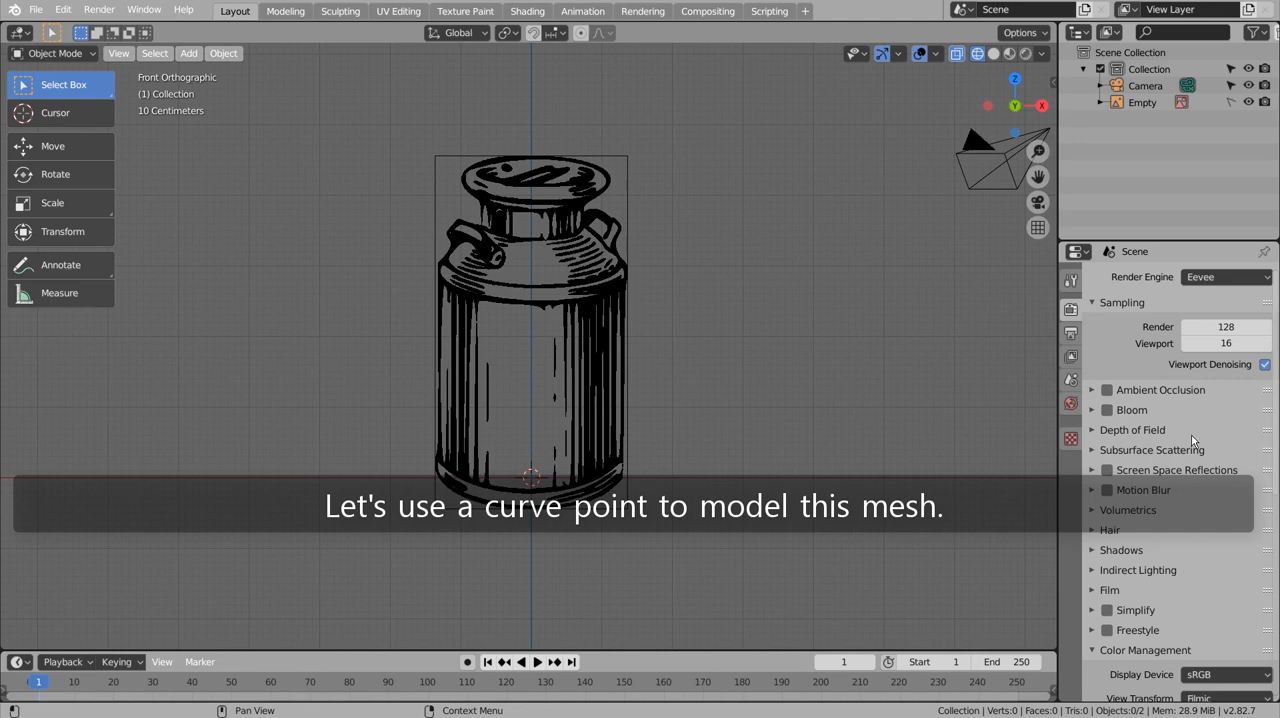 File Edit Render Window Help Layout Modeling Sculpting UV Editing Texture Paint Shading Animation Rendering Compositing Scripting + Scene View Layer
Global Options
Object Mode View Select Add Object
Scene Collection
Collection
Camera
Empty
Select Box
Cursor
Move
Rotate
Scale
Transform
Annotate
Measure
Front Orthographic
(1) Collection
10 Centimeters
Z
Y
X
Scene
Render Engine Eevee
Sampling
Render 128
Viewport 16
Viewport Denoising
Ambient Occlusion
Bloom
Depth of Field
Subsurface Scattering
Screen Space Reflections
Motion Blur
Volumetrics
Hair
Shadows
Indirect Lighting
Film
Simplify
Freestyle
Color Management
Display Device sRGB
View Transform Filmic
Let's use a curve point to model this mesh.
Playback Keying View Marker 1 Start 1 End 250
1 10 20 30 40 50 60 70 80 90 100 110 120 130 140 150 160 170 180 190 200 210 220 230 240 250
Pan View Context Menu Collection | Verts:0 | Faces:0 | Tris:0 | Objects:0/2 | Mem: 28.9 MiB | v2.82.7